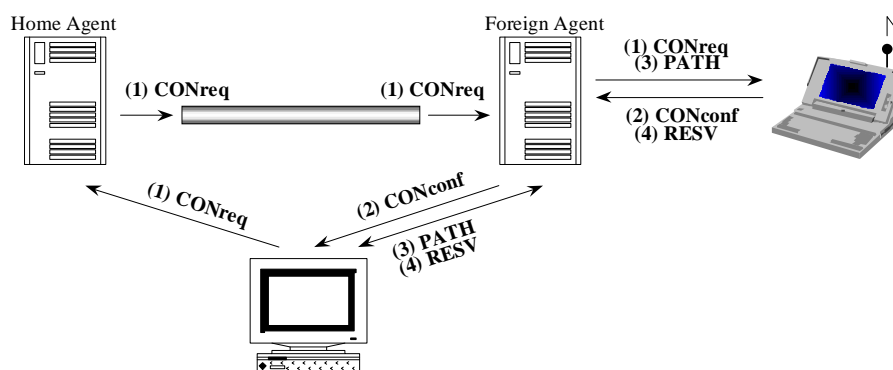 Home Agent
Foreign Agent
(1) CONreq
(3) PATH
(1) CONreq
(1) CONreq
(2) CONconf
(4) RESV
(1) CONreq
(2) CONconf
(3) PATH
(4) RESV